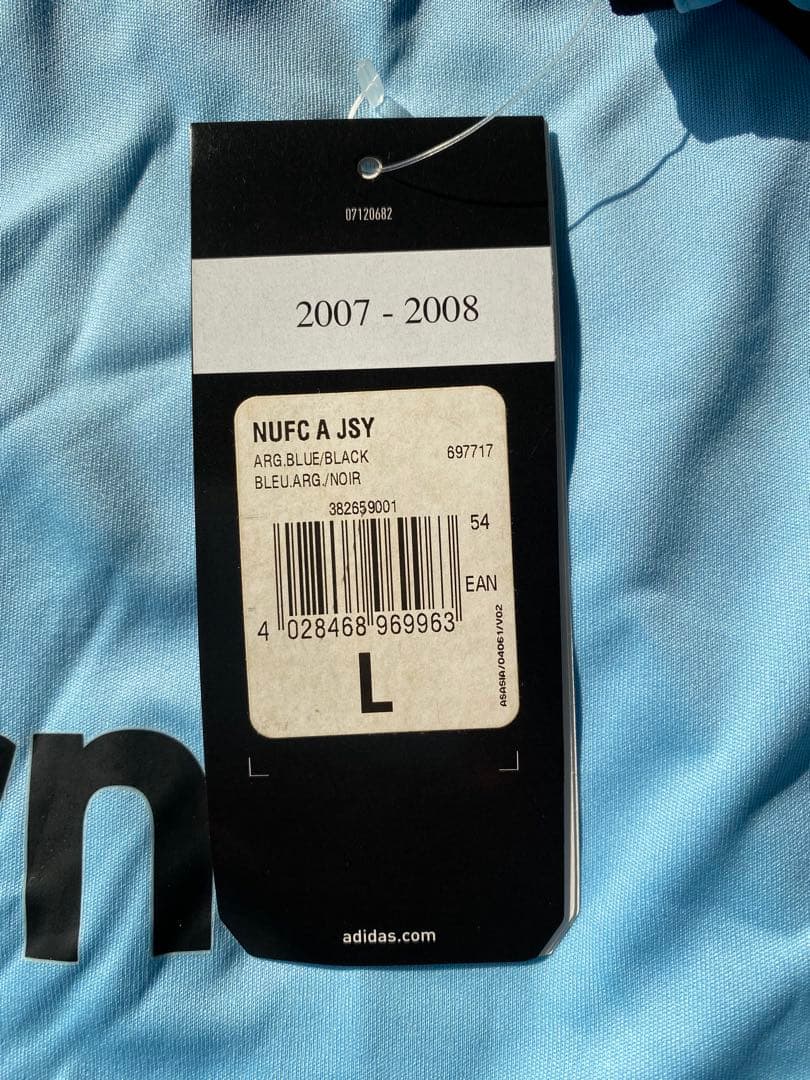 07120682
2007 - 2008
NUFC A JSY
ARG.BLUE/BLACK 697717
BLEU.ARG./NOIR
382659001
54
EAN
4 028468 969963
ASASIA/04061/V02
L
adidas.com
n